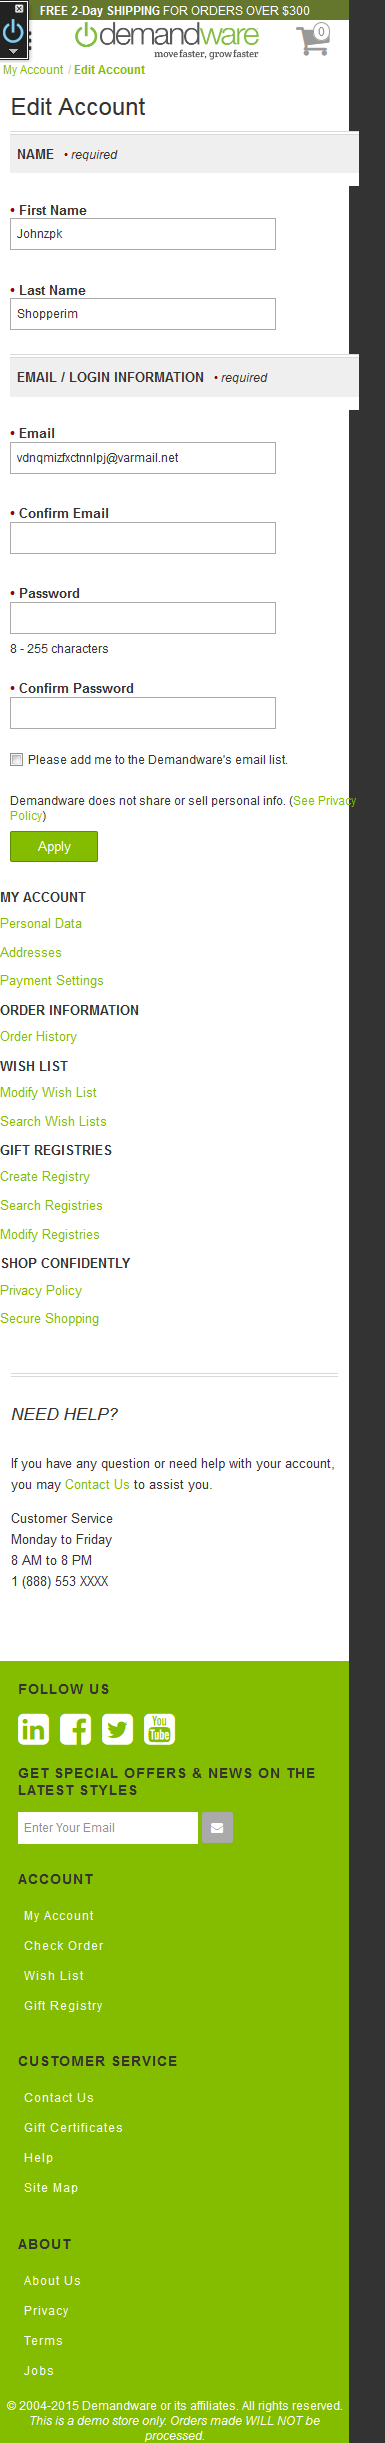 FREE 2-Day SHIPPING FOR ORDERS OVER $300
demandware
0
move faster, grow faster
My Account / Edit Account
Edit Account
NAME • required
• First Name
Johnzpk
• Last Name
Shopperim
EMAIL / LOGIN INFORMATION • required
• Email
vdnqmizfxctnnlpj@varmail.net
• Confirm Email
• Password
8 - 255 characters
• Confirm Password
Please add me to the Demandware's email list.
Demandware does not share or sell personal info. (See Privacy
Policy)
Apply
MY ACCOUNT
Personal Data
Addresses
Payment Settings
ORDER INFORMATION
Order History
WISH LIST
Modify Wish List
Search Wish Lists
GIFT REGISTRIES
Create Registry
Search Registries
Modify Registries
SHOP CONFIDENTLY
Privacy Policy
Secure Shopping
NEED HELP?
If you have any question or need help with your account,
you may Contact Us to assist you.
Customer Service
Monday to Friday
8 AM to 8 PM
1 (888) 553 XXXX
FOLLOW US
in f You Tube
GET SPECIAL OFFERS & NEWS ON THE
LATEST STYLES
Enter Your Email
ACCOUNT
My Account
Check Order
Wish List
Gift Registry
CUSTOMER SERVICE
Contact Us
Gift Certificates
Help
Site Map
ABOUT
About Us
Privacy
Terms
Jobs
© 2004-2015 Demandware or its affiliates. All rights reserved.
This is a demo store only. Orders made WILL NOT be
processed.